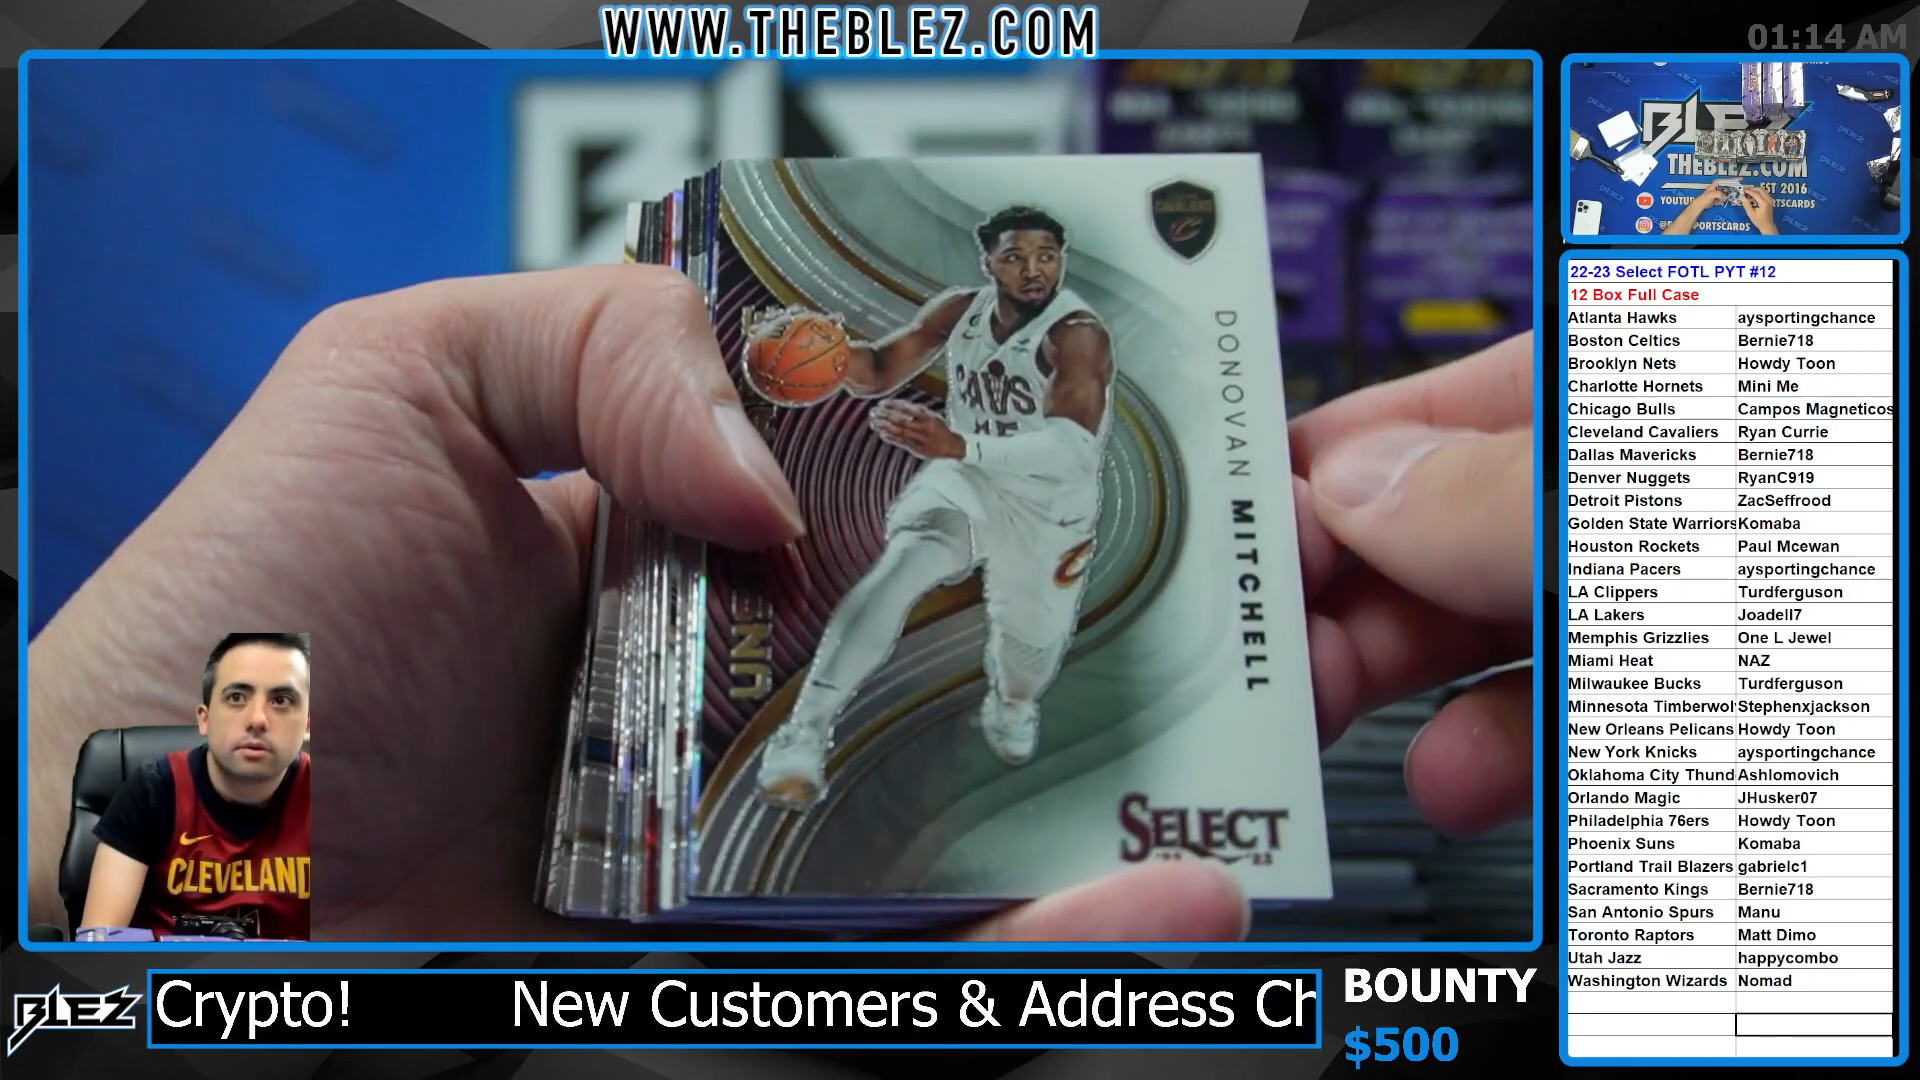 WWW.THEBLEZ.COM
01:14 AM
BLEZ
THEBLEZ.COM
EST 2016
CAVALIERS
DONOVAN MITCHELL
CAVS
SELECT
CLEVELAND
22-23 Select FOTL PYT #12
12 Box Full Case
Atlanta Hawks aysportingchance
Boston Celtics Bernie718
Brooklyn Nets Howdy Toon
Charlotte Hornets Mini Me
Chicago Bulls Campos Magneticos
Cleveland Cavaliers Ryan Currie
Dallas Mavericks Bernie718
Denver Nuggets RyanC919
Detroit Pistons ZacSeffrood
Golden State Warriors Komaba
Houston Rockets Paul Mcewan
Indiana Pacers aysportingchance
LA Clippers Turdferguson
LA Lakers Joadell7
Memphis Grizzlies One L Jewel
Miami Heat NAZ
Milwaukee Bucks Turdferguson
Minnesota Timberwol Stephenxjackson
New Orleans Pelicans Howdy Toon
New York Knicks aysportingchance
Oklahoma City Thund Ashlomovich
Orlando Magic JHusker07
Philadelphia 76ers Howdy Toon
Phoenix Suns Komaba
Portland Trail Blazers gabrielc1
Sacramento Kings Bernie718
San Antonio Spurs Manu
Toronto Raptors Matt Dimo
Utah Jazz happycombo
Washington Wizards Nomad
BLEZ
Crypto! New Customers & Address Ch
BOUNTY
$500